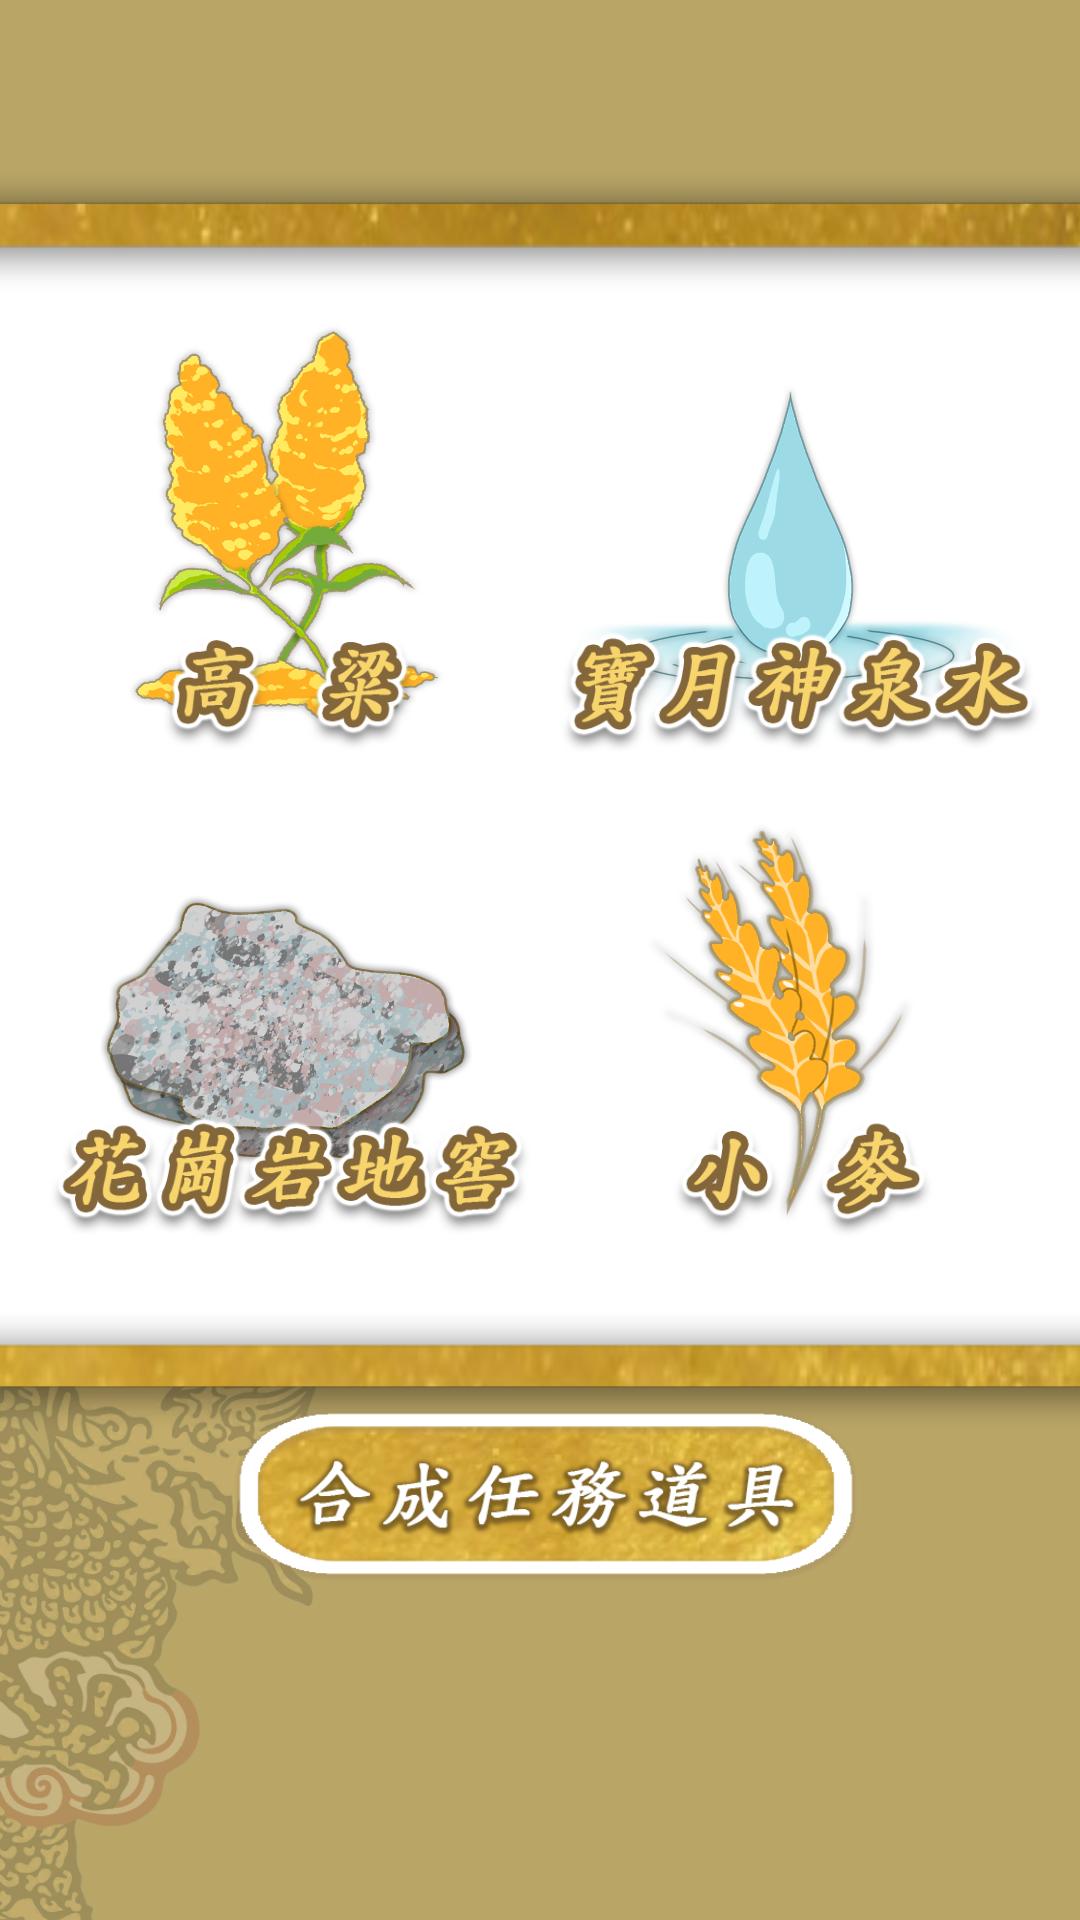 高粱
寶月神泉水
花崗岩地窖
小麥
合成任務道具